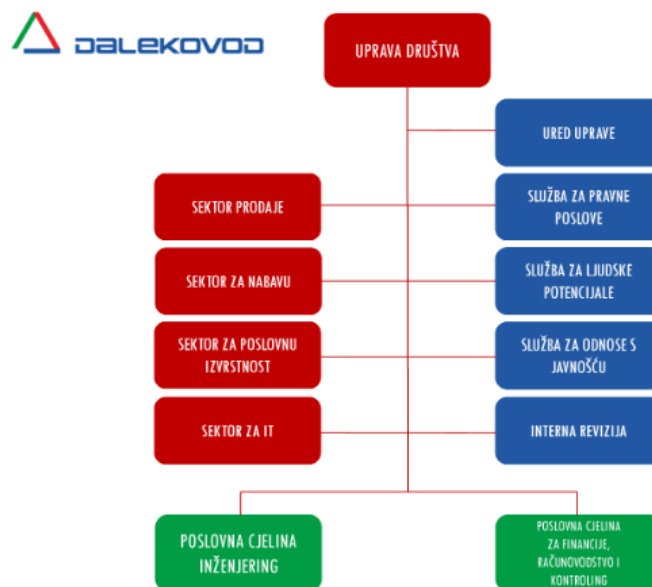 DALEKOVOD
UPRAVA DRUŠTVA
URED UPRAVE
SEKTOR PRODAJE
SLUŽBA ZA PRAVNE
POSLOVE
SEKTOR ZA NABAVU
SLUŽBA ZA LJUDSKE
POTENCIJALE
SEKTOR ZA POSLOVNU
IZVRSTNOST
SLUŽBA ZA ODNOSE S
JAVNOŠĆU
SEKTOR ZA IT
INTERNA REVIZIJA
POSLOVNA CJELINA
INŽENJERING
POSLOVNA CJELINA
ZA FINANCIJE,
RAČUNOVODSTVO I
KONTROLING